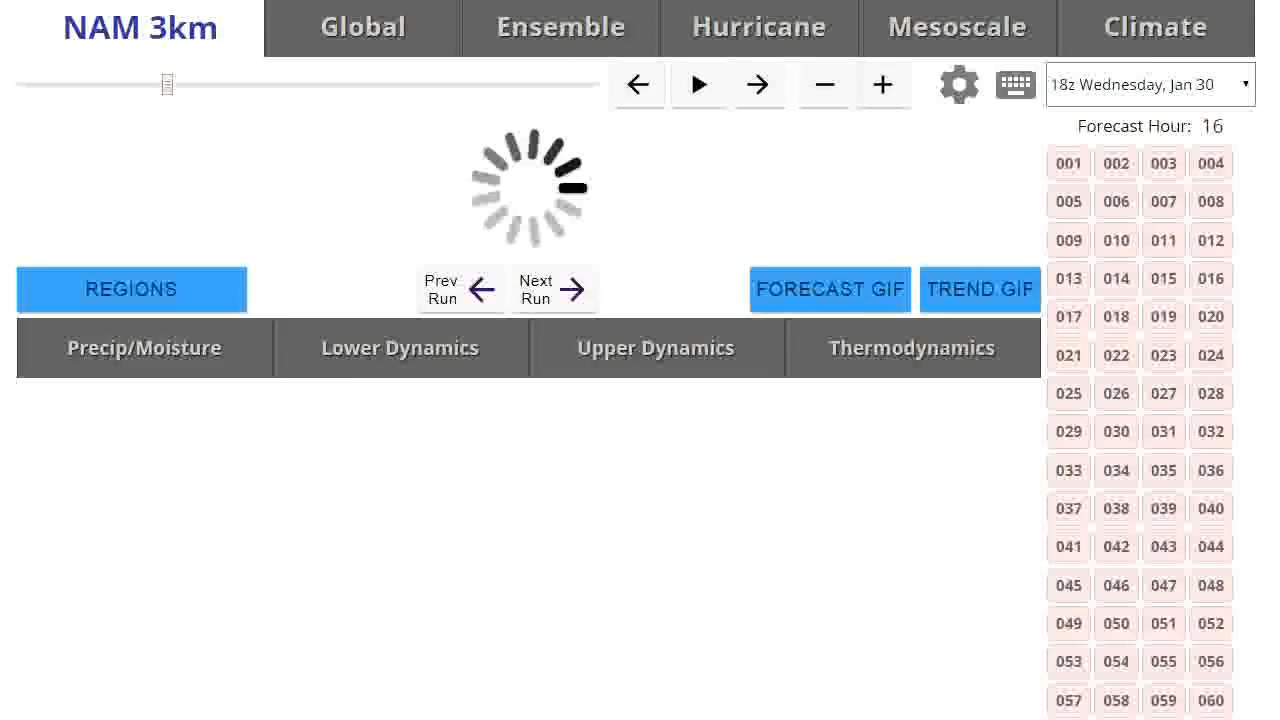 NAM 3km Global Ensemble Hurricane Mesoscale Climate
18z Wednesday, Jan 30
Forecast Hour: 16
001 002 003 004
005 006 007 008
009 010 011 012
013 014 015 016
017 018 019 020
021 022 023 024
025 026 027 028
029 030 031 032
033 034 035 036
037 038 039 040
041 042 043 044
045 046 047 048
049 050 051 052
053 054 055 056
057 058 059 060
REGIONS
Prev
Run
Next
Run
FORECAST GIF
TREND GIF
Precip/Moisture Lower Dynamics Upper Dynamics Thermodynamics